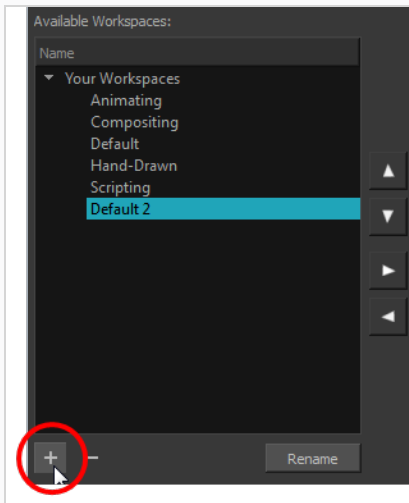 Available Workspaces:
Name
Your Workspaces
Animating
Compositing
Default
Hand-Drawn
Scripting
Default 2
Rename